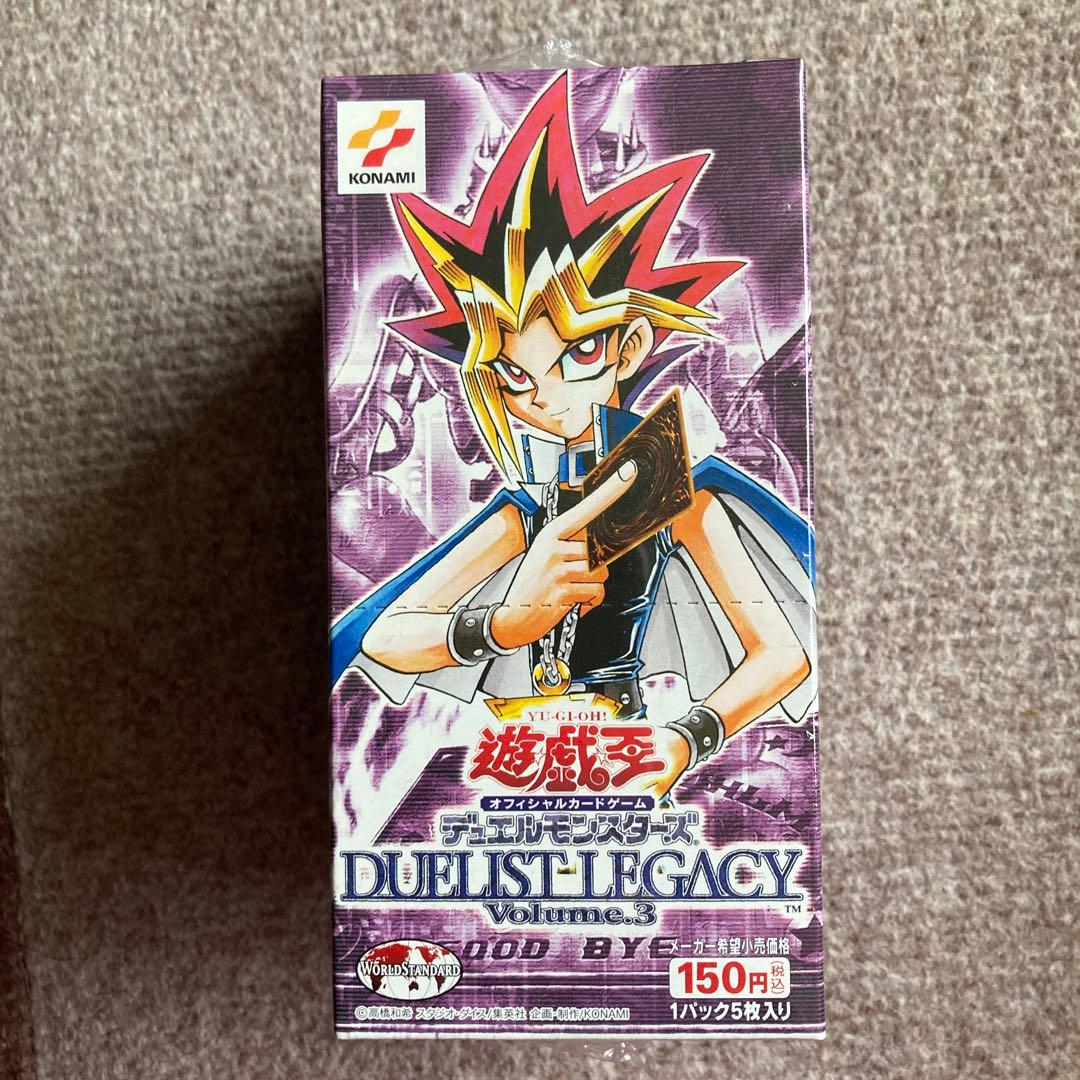 KONAMI
YU-GI-OH!
遊戯王
オフィシャルカードゲーム
デュエルモンスターズ®
DUELIST LEGACY™
Volume.3
OOD BYE
メーカー希望小売価格
WORLD STANDARD
150円(税込)
1パック5枚入り
©高橋和希 スタジオ・ダイス/集英社 企画・制作/KONAMI